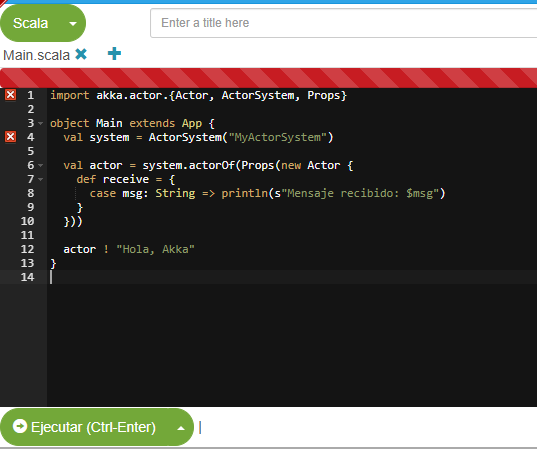 Scala
Enter a title here
Main.scala
1 import akka.actor.{Actor, ActorSystem, Props}
2
3 object Main extends App {
4   val system = ActorSystem("MyActorSystem")
5
6   val actor = system.actorOf(Props(new Actor {
7     def receive = {
8       case msg: String => println(s"Mensaje recibido: $msg")
9     }
10   }))
11
12   actor ! "Hola, Akka"
13 }
14
Ejecutar (Ctrl-Enter)